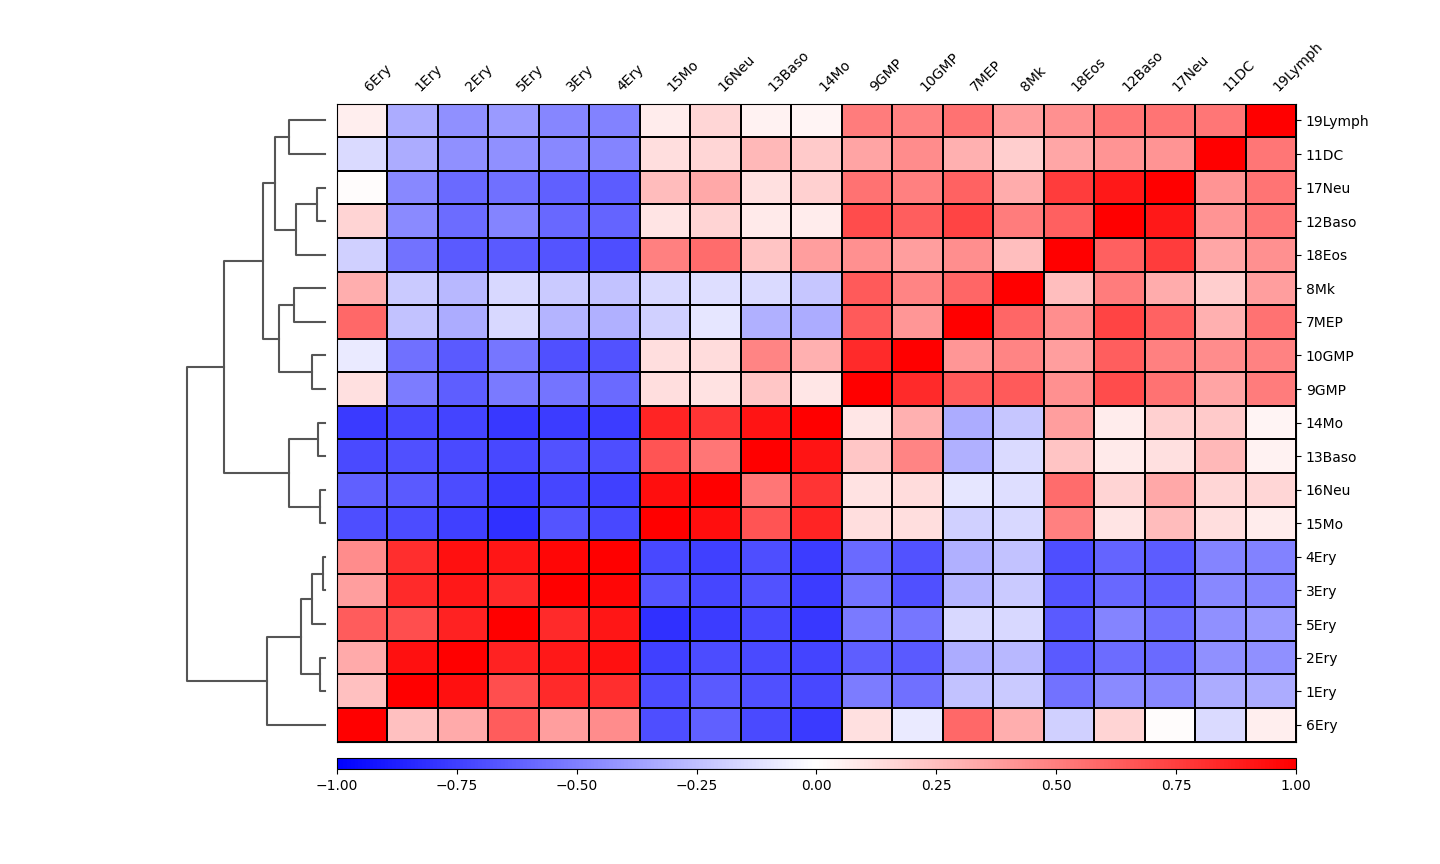 6Ery 1Ery 2Ery 5Ery 3Ery 4Ery 15Mo 16Neu 13Baso 14Mo 9GMP 10GMP 7MEP 8Mk 18Eos 12Baso 17Neu 11DC 19Lymph
19Lymph
11DC
17Neu
12Baso
18Eos
8Mk
7MEP
10GMP
9GMP
14Mo
13Baso
16Neu
15Mo
4Ery
3Ery
5Ery
2Ery
1Ery
6Ery
−1.00 −0.75 −0.50 −0.25 0.00 0.25 0.50 0.75 1.00